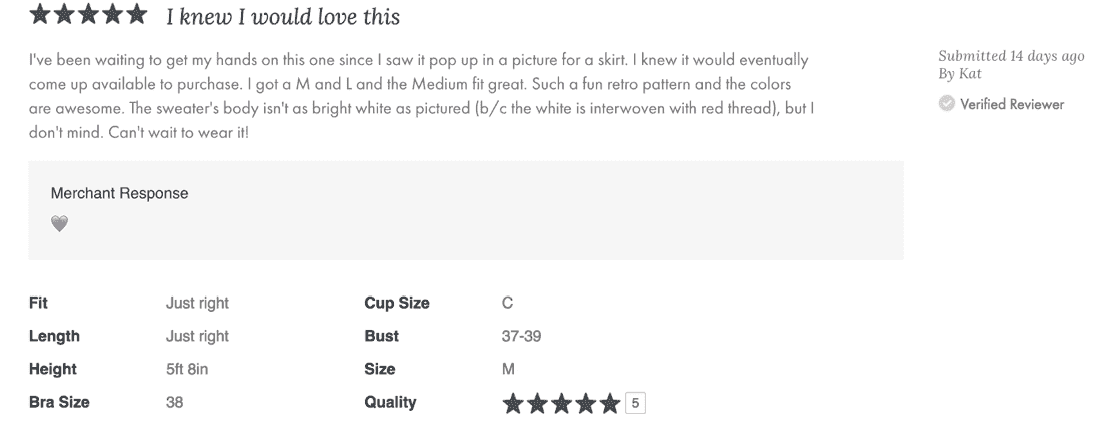 I knew I would love this
I've been waiting to get my hands on this one since I saw it pop up in a picture for a skirt. I knew it would eventually
come up available to purchase. I got a M and L and the Medium fit great. Such a fun retro pattern and the colors
are awesome. The sweater's body isn't as bright white as pictured (b/c the white is interwoven with red thread), but I
don't mind. Can't wait to wear it!
Submitted 14 days ago
By Kat
Verified Reviewer
Merchant Response
Fit Just right Cup Size C
Length Just right Bust 37-39
Height 5ft 8in Size M
Bra Size 38 Quality 5